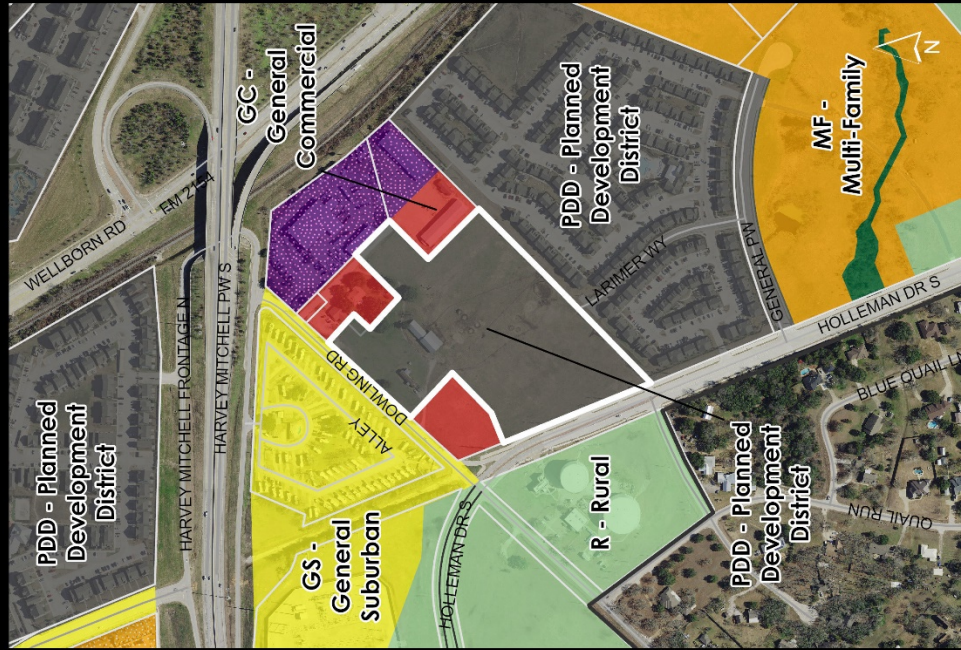 WELLBORN RD
FM 2154
GC -
General
Commercial
PDD - Planned
Development
District
HARVEY MITCHELL FRONTAGE N
HARVEY MITCHELL PW S
PDD - Planned
Development
District
MF -
Multi-Family
N
LARIMER WY
GENERAL PW
HOLLEMAN DR S
DOWLING RD
ALLEY
GS -
General
Suburban
HOLLEMAN DR S
R - Rural
PDD - Planned
Development
District
BLUE QUAIL LN
QUAIL RUN